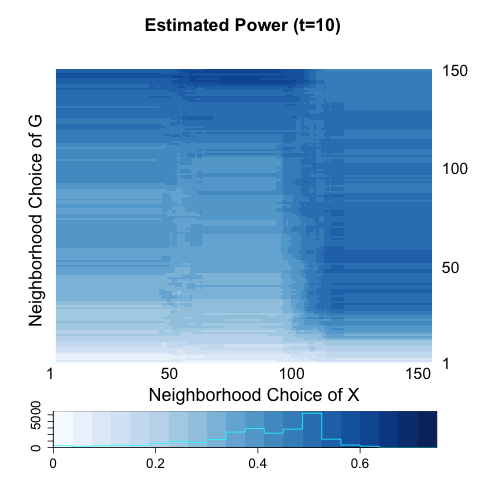 Estimated Power (t=10)
Neighborhood Choice of G
150
100
50
1
1 50 100 150
Neighborhood Choice of X
0 5000
0 0.2 0.4 0.6